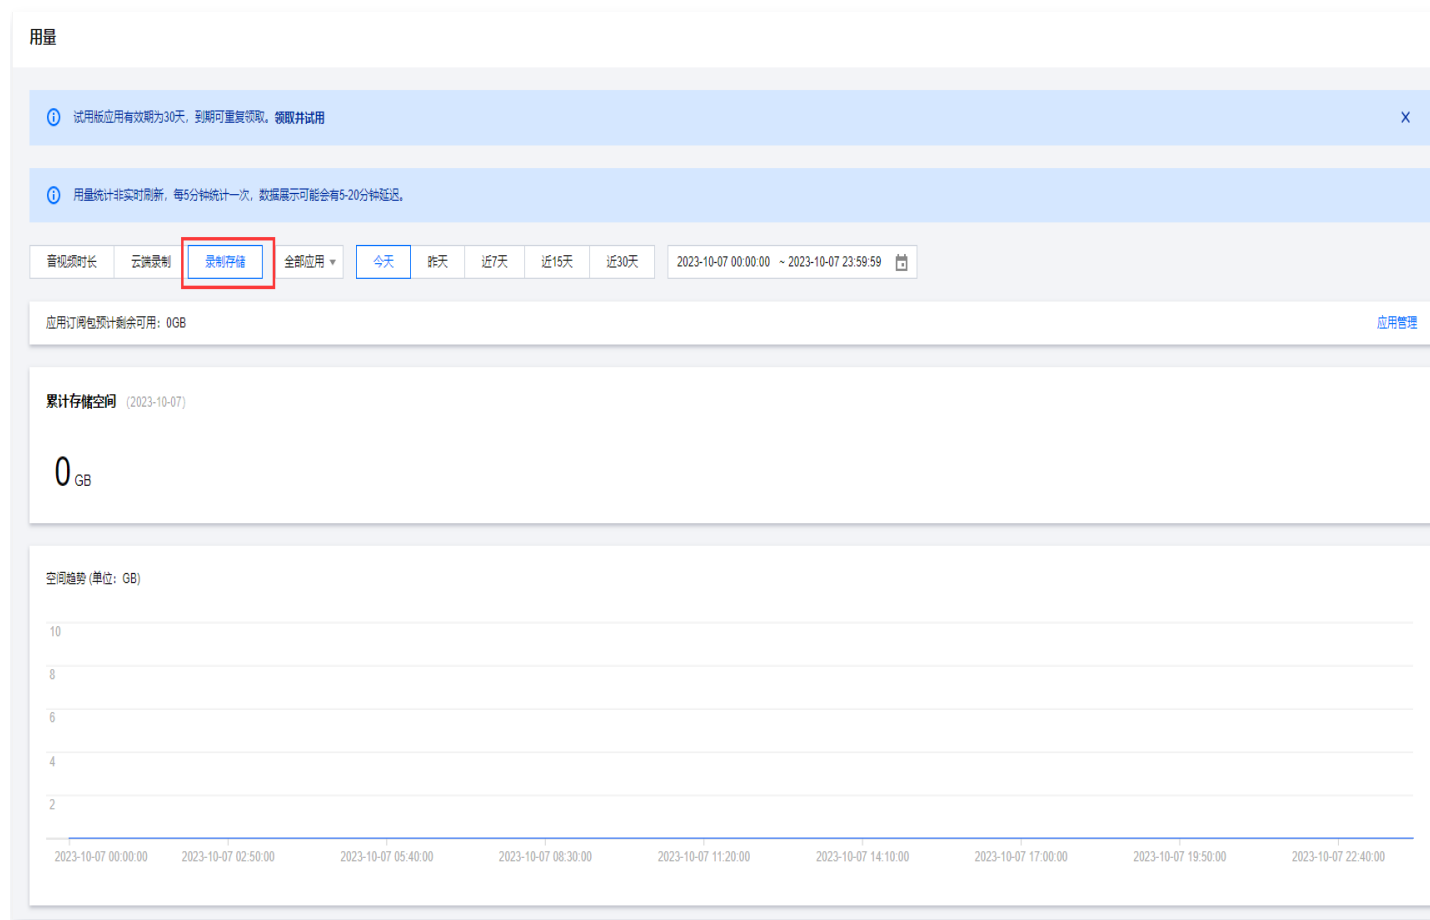 用量
试用版应用有效期为30天，到期可重复领取。领取并试用 X
用量统计非实时刷新，每5分钟统计一次，数据展示可能会有5-20分钟延迟。
音视频时长 云端录制 录制存储 全部应用 今天 昨天 近7天 近15天 近30天 2023-10-07 00:00:00 ~ 2023-10-07 23:59:59
应用订阅包预计剩余可用：0GB 应用管理
累计存储空间 (2023-10-07)
0 GB
空间趋势 (单位：GB)
10
8
6
4
2
2023-10-07 00:00:00 2023-10-07 02:50:00 2023-10-07 05:40:00 2023-10-07 08:30:00 2023-10-07 11:20:00 2023-10-07 14:10:00 2023-10-07 17:00:00 2023-10-07 19:50:00 2023-10-07 22:40:00